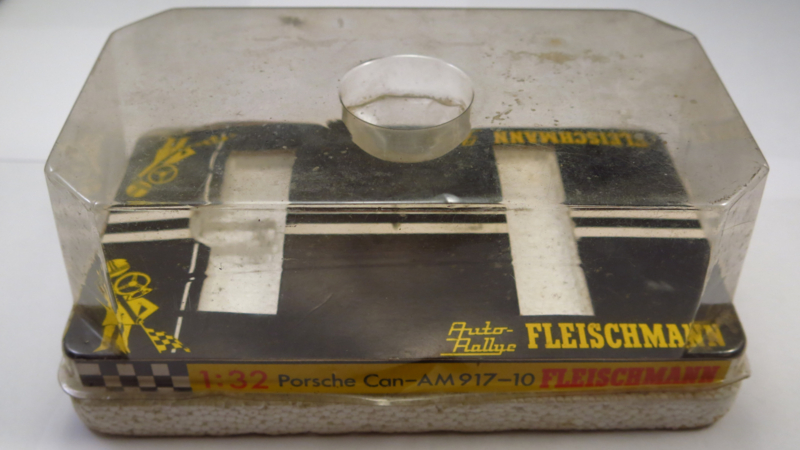 FLEISCHMANN
Auto-
Rallye FLEISCHMANN
1:32 Porsche Can-AM 917-10 FLEISCHMANN